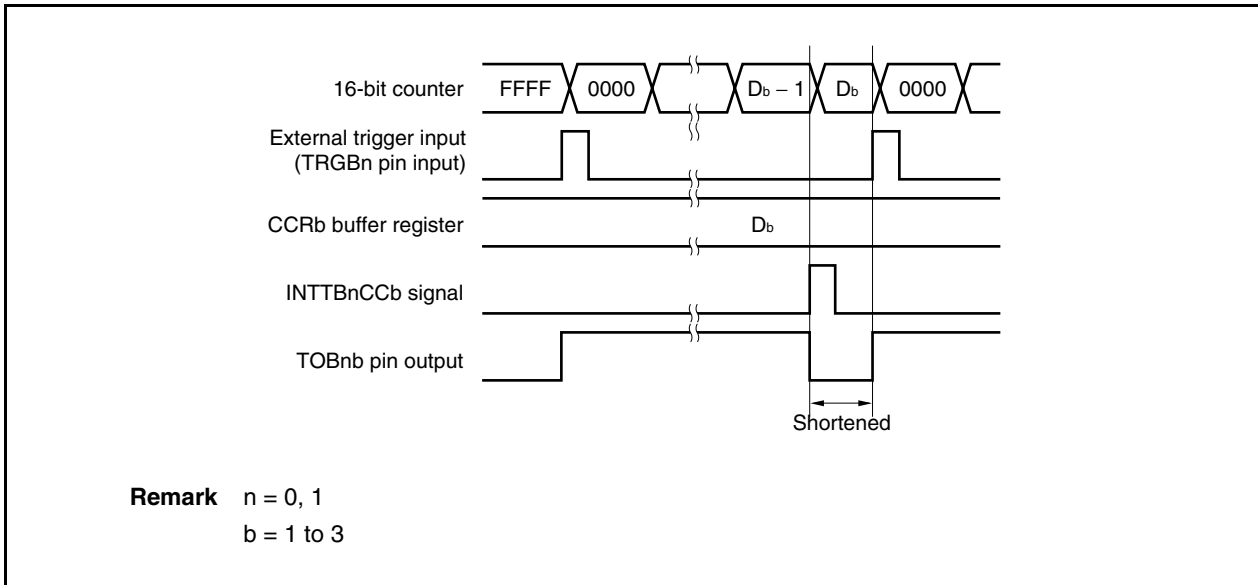 16-bit counter FFFF 0000 Db − 1 Db 0000
External trigger input
(TRGBn pin input)
CCRb buffer register Db
INTTBnCCb signal
TOBnb pin output
Shortened
Remark n = 0, 1
b = 1 to 3